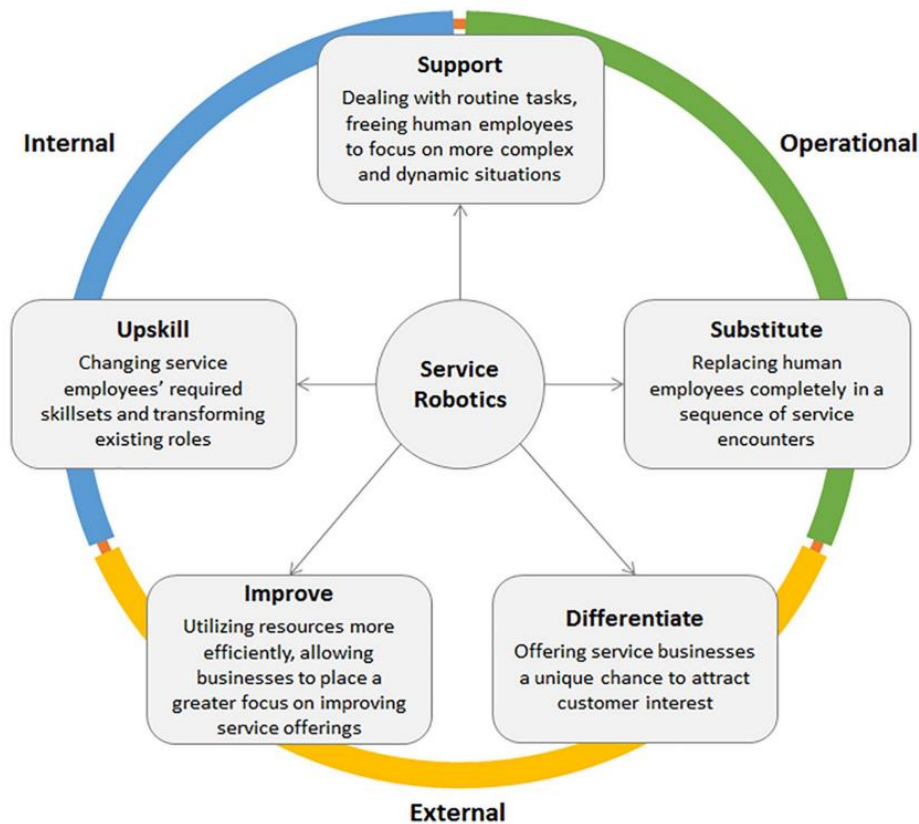 Support
Dealing with routine tasks,
freeing human employees
to focus on more complex
and dynamic situations
Internal
Operational
Upskill
Changing service
employees’ required
skillsets and transforming
existing roles
Service
Robotics
Substitute
Replacing human
employees completely in a
sequence of service
encounters
Improve
Utilizing resources more
efficiently, allowing
businesses to place a
greater focus on improving
service offerings
Differentiate
Offering service businesses
a unique chance to attract
customer interest
External